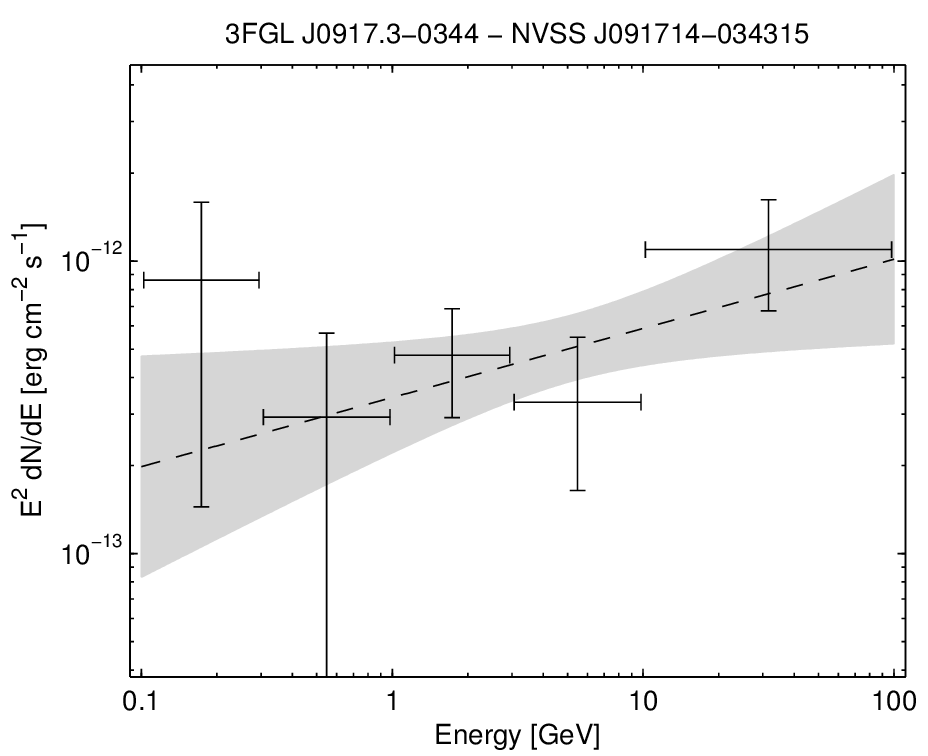 3FGL J0917.3−0344 − NVSS J091714−034315
E² dN/dE [erg cm⁻² s⁻¹]
10⁻¹²
10⁻¹³
0.1 1 10 100
Energy [GeV]